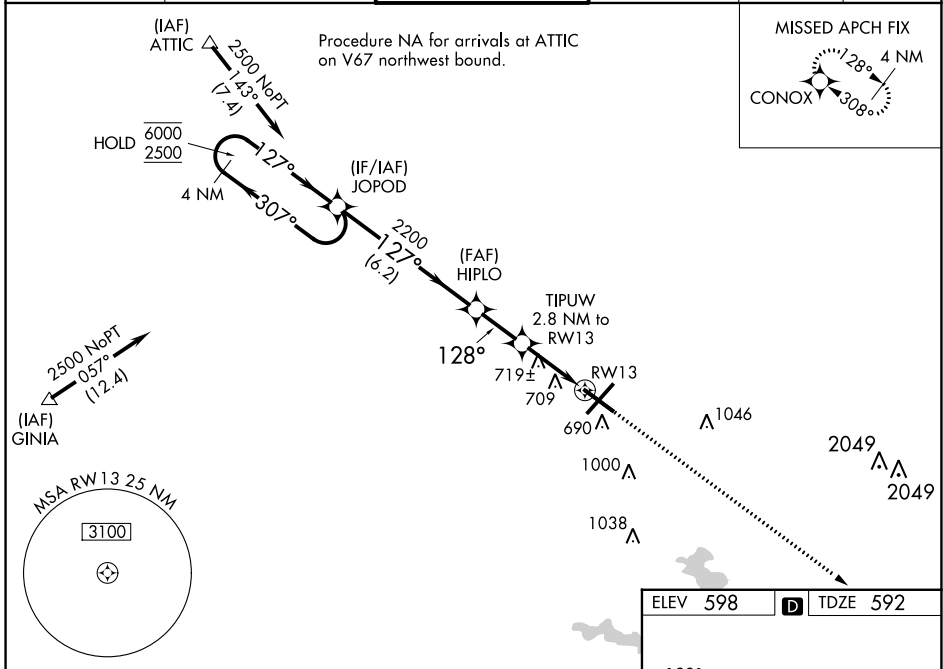 (IAF)
ATTIC
2500 NoPT
143°
(7.4)
Procedure NA for arrivals at ATTIC
on V67 northwest bound.
MISSED APCH FIX
128°
4 NM
CONOX
308°
HOLD 6000
2500
4 NM
127°
307°
(IF/IAF)
JOPOD
2200
127°
(6.2)
(FAF)
HIPLO
128°
TIPUW
2.8 NM to
RW13
719±
709
RW13
690
1046
1000
1038
2049
2049
2500 NoPT
057°
(12.4)
(IAF)
GINIA
MSA RW13 25 NM
3100
ELEV 598
D
TDZE 592